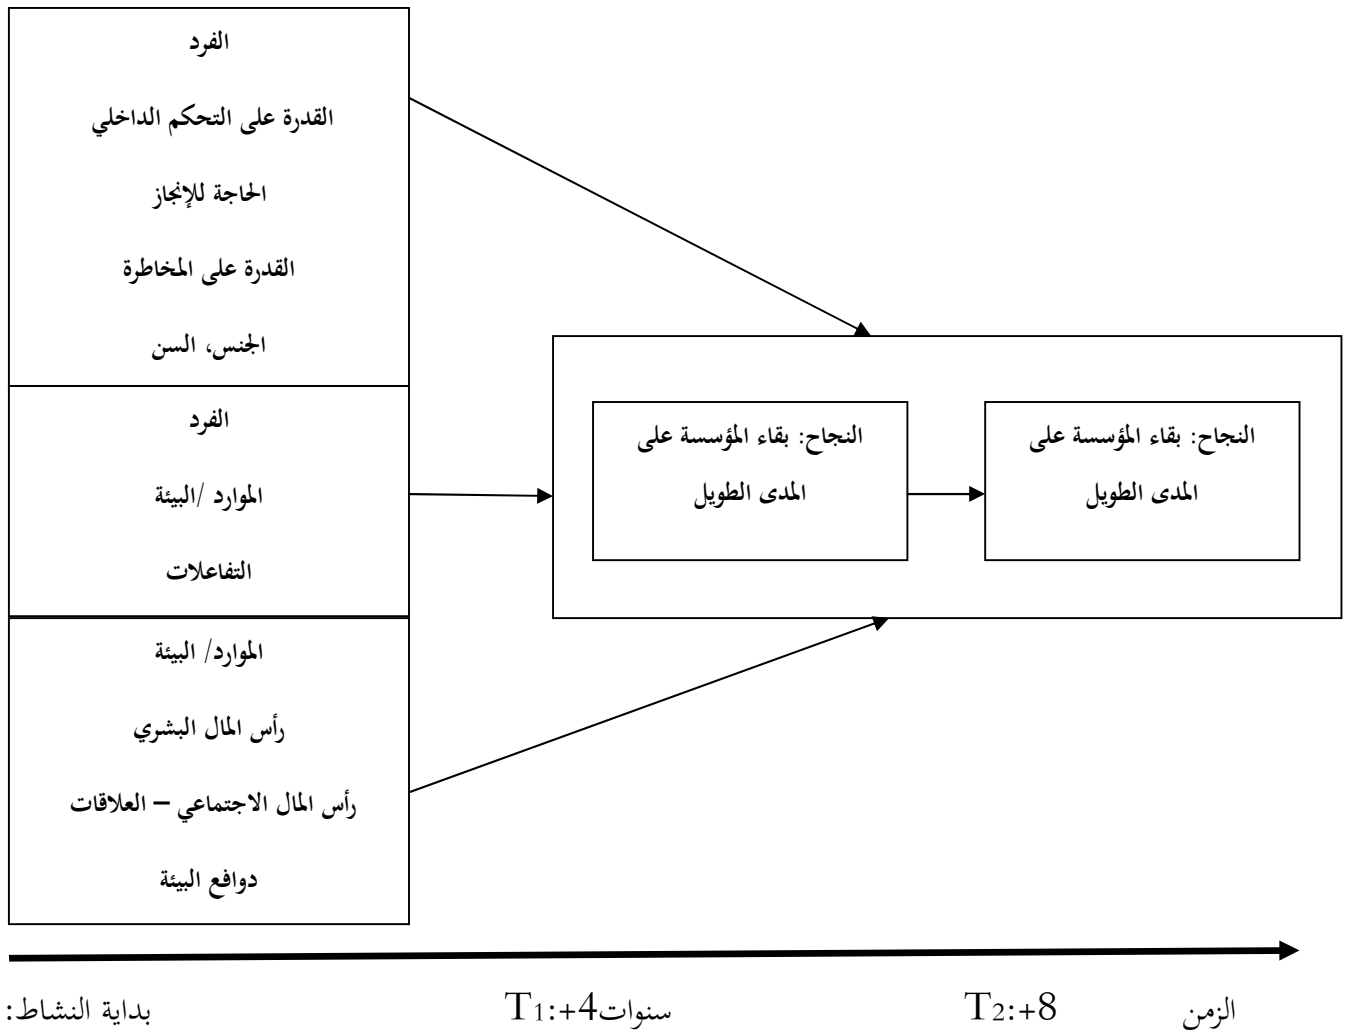 الفرد
القدرة على التحكم الداخلي
الحاجة للإنجاز
القدرة على المخاطرة
الجنس، السن
الفرد
الموارد /البيئة
التفاعلات
الموارد/ البيئة
رأس المال البشري
رأس المال الاجتماعي – العلاقات
دوافع البيئة
النجاح: بقاء المؤسسة على
المدى الطويل
النجاح: بقاء المؤسسة على
المدى الطويل
بداية النشاط:
T1:+4سنوات
T2:+8
الزمن